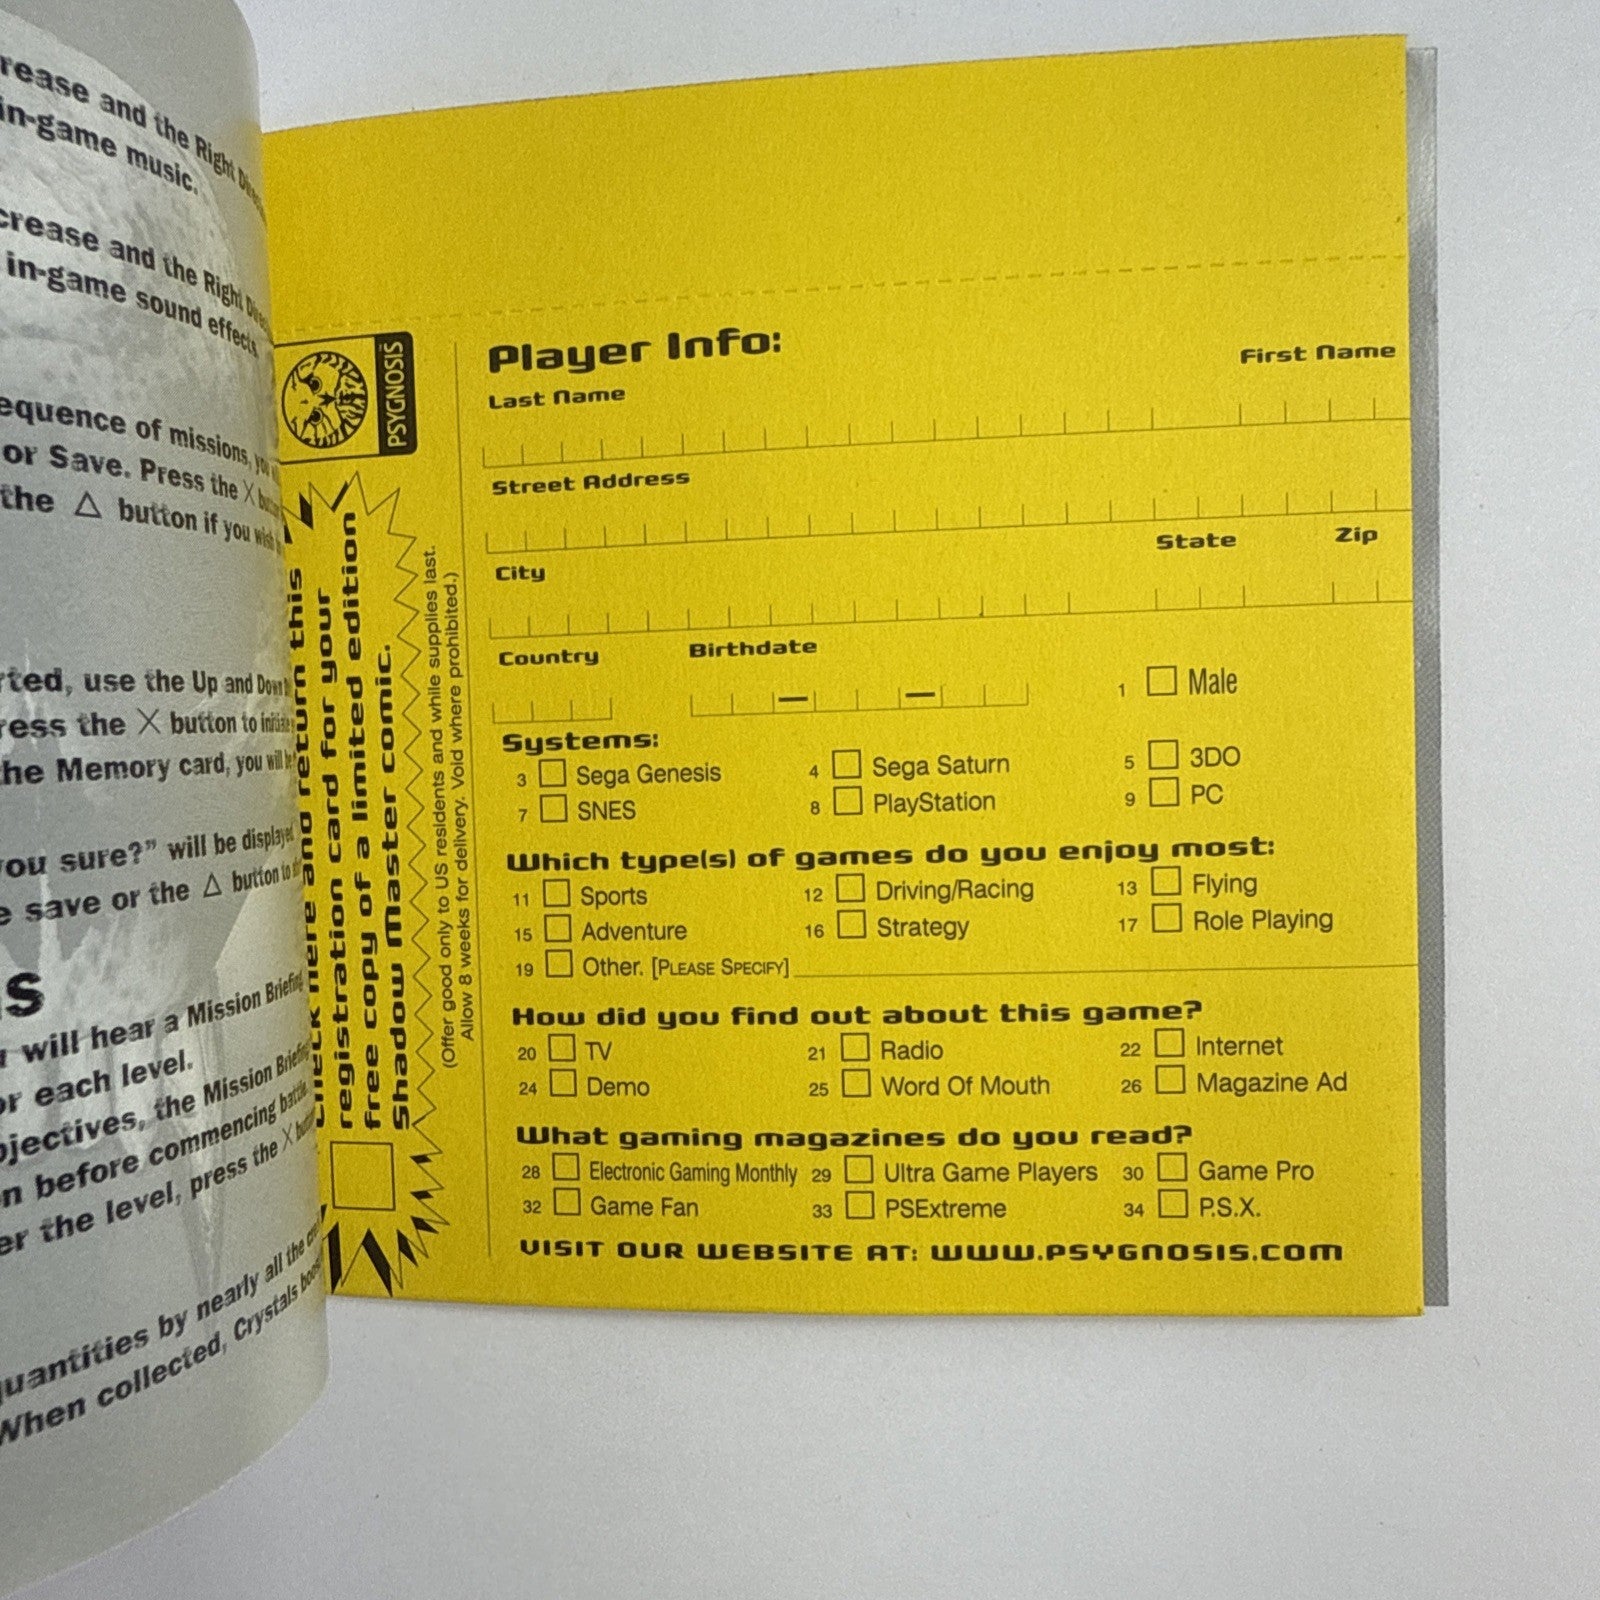 rease and the Right
in-game music.
crease and the Right
in-game sound effects.
equence of missions, you
or Save. Press the X
the △ button if you wish
rted, use the Up and Down
ress the X button to
he Memory card, you will
you sure?” will be displayed
e save or the △ button to
s
will hear a Mission Briefing
or each level.
bjectives, the Mission Briefing
n before commencing battle
er the level, press the X
quantities by nearly all the
When collected, Crystals
PSYGNOSIS
Check here and return this
registration card for your
free copy of a limited edition
Shadow Master comic.
(Offer good only to US residents and while supplies last.
Allow 8 weeks for delivery. Void where prohibited.)
Player Info:
Last Name First Name
Street Address
City State Zip
Country Birthdate
1 Male
Systems:
3 Sega Genesis 4 Sega Saturn 5 3DO
7 SNES 8 PlayStation 9 PC
Which type(s) of games do you enjoy most:
11 Sports 12 Driving/Racing 13 Flying
15 Adventure 16 Strategy 17 Role Playing
19 Other. [PLEASE SPECIFY]
How did you find out about this game?
20 TV 21 Radio 22 Internet
24 Demo 25 Word Of Mouth 26 Magazine Ad
What gaming magazines do you read?
28 Electronic Gaming Monthly 29 Ultra Game Players 30 Game Pro
32 Game Fan 33 PSExtreme 34 P.S.X.
VISIT OUR WEBSITE AT: WWW.PSYGNOSIS.COM